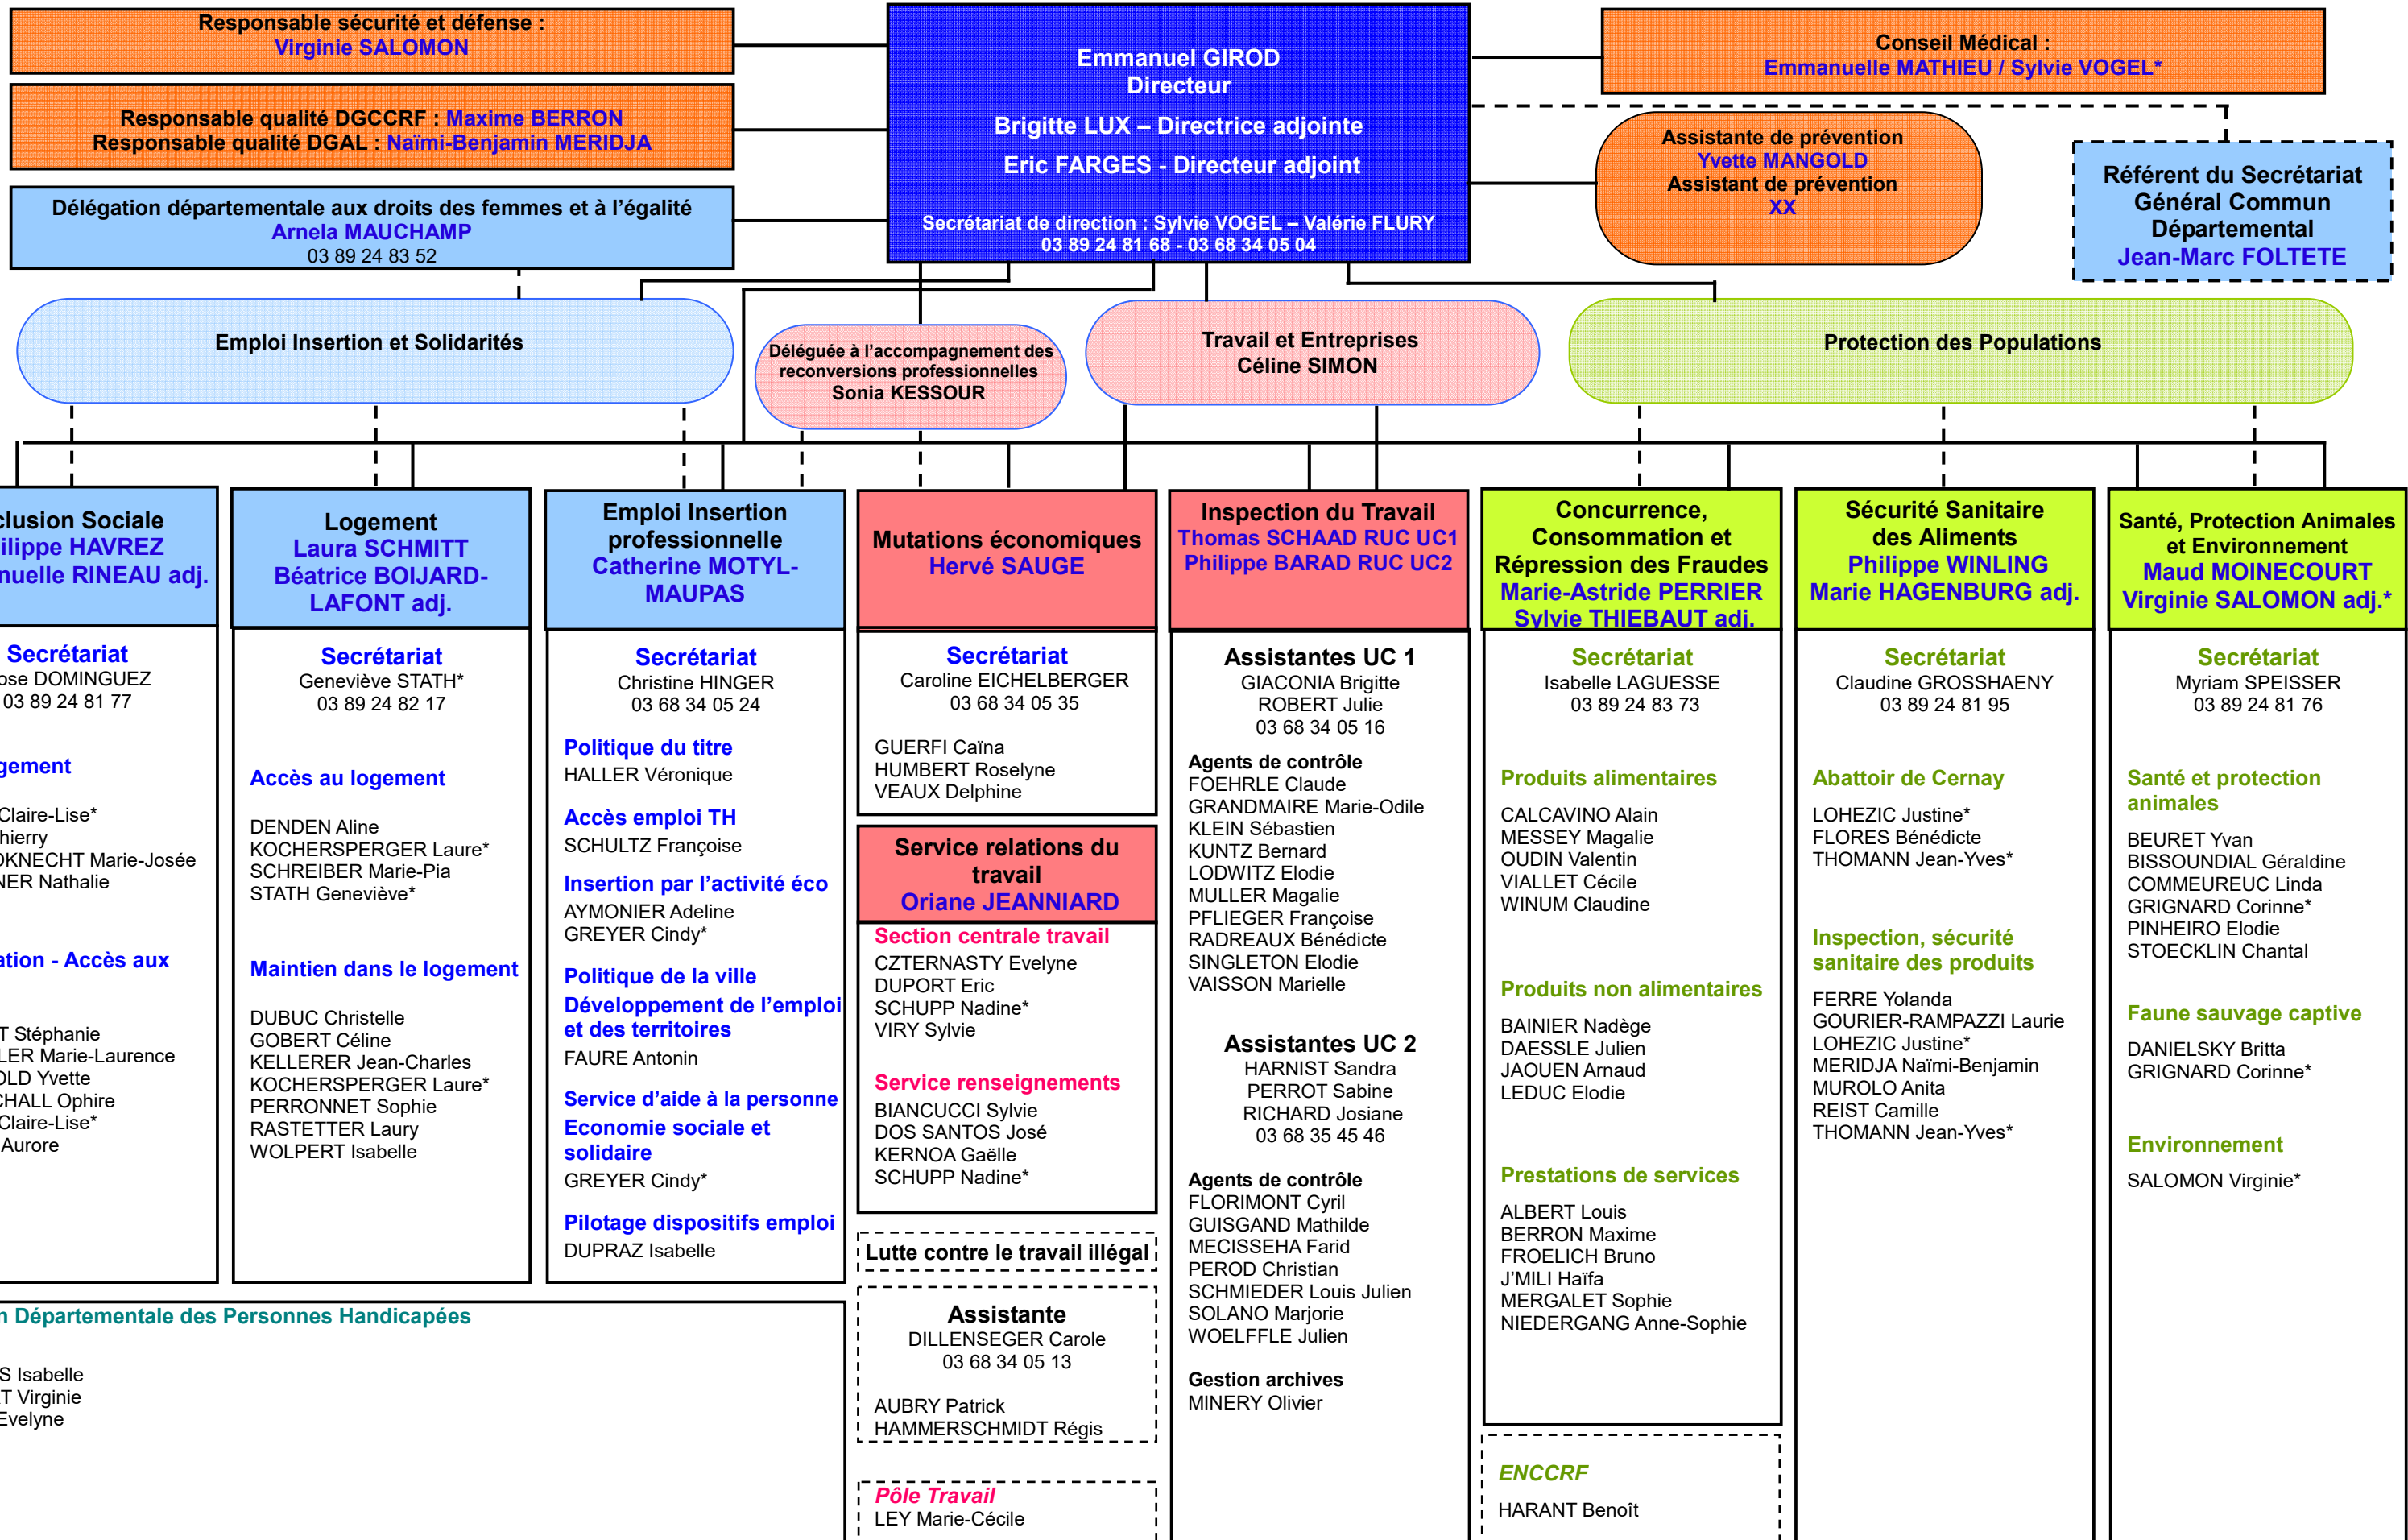 Responsable sécurité et défense :
Virginie SALOMON
Responsable qualité DGCCRF : Maxime BERRON
Responsable qualité DGAL : Naïmi-Benjamin MERIDJA
Délégation départementale aux droits des femmes et à l'égalité
Arnela MAUCHAMP
03 89 24 83 52
Emmanuel GIROD
Directeur
Brigitte LUX – Directrice adjointe
Eric FARGES - Directeur adjoint
Secrétariat de direction : Sylvie VOGEL – Valérie FLURY
03 89 24 81 68 - 03 68 34 05 04
Conseil Médical :
Emmanuelle MATHIEU / Sylvie VOGEL*
Assistante de prévention
Yvette MANGOLD
Assistant de prévention
XX
Référent du Secrétariat
Général Commun
Départemental
Jean-Marc FOLTETE
Emploi Insertion et Solidarités
Déléguée à l'accompagnement des
reconversions professionnelles
Sonia KESSOUR
Travail et Entreprises
Céline SIMON
Protection des Populations
clusion Sociale
ilippe HAVREZ
nuelle RINEAU adj.
Secrétariat
ose DOMINGUEZ
03 89 24 81 77
gement
Claire-Lise*
hierry
OKNECHT Marie-Josée
NER Nathalie
ation - Accès aux
T Stéphanie
LER Marie-Laurence
OLD Yvette
CHALL Ophire
Claire-Lise*
Aurore
Logement
Laura SCHMITT
Béatrice BOIJARD-
LAFONT adj.
Secrétariat
Geneviève STATH*
03 89 24 82 17
Accès au logement
DENDEN Aline
KOCHERSPERGER Laure*
SCHREIBER Marie-Pia
STATH Geneviève*
Maintien dans le logement
DUBUC Christelle
GOBERT Céline
KELLERER Jean-Charles
KOCHERSPERGER Laure*
PERRONNET Sophie
RASTETTER Laury
WOLPERT Isabelle
Emploi Insertion
professionnelle
Catherine MOTYL-
MAUPAS
Secrétariat
Christine HINGER
03 68 34 05 24
Politique du titre
HALLER Véronique
Accès emploi TH
SCHULTZ Françoise
Insertion par l'activité éco
AYMONIER Adeline
GREYER Cindy*
Politique de la ville
Développement de l'emploi
et des territoires
FAURE Antonin
Service d'aide à la personne
Economie sociale et
solidaire
GREYER Cindy*
Pilotage dispositifs emploi
DUPRAZ Isabelle
n Départementale des Personnes Handicapées
S Isabelle
T Virginie
Evelyne
Mutations économiques
Hervé SAUGE
Secrétariat
Caroline EICHELBERGER
03 68 34 05 35
GUERFI Caïna
HUMBERT Roselyne
VEAUX Delphine
Service relations du
travail
Oriane JEANNIARD
Section centrale travail
CZTERNASTY Evelyne
DUPORT Eric
SCHUPP Nadine*
VIRY Sylvie
Service renseignements
BIANCUCCI Sylvie
DOS SANTOS José
KERNOA Gaëlle
SCHUPP Nadine*
Lutte contre le travail illégal
Assistante
DILLENSEGER Carole
03 68 34 05 13
AUBRY Patrick
HAMMERSCHMIDT Régis
Pôle Travail
LEY Marie-Cécile
Inspection du Travail
Thomas SCHAAD RUC UC1
Philippe BARAD RUC UC2
Assistantes UC 1
GIACONIA Brigitte
ROBERT Julie
03 68 34 05 16
Agents de contrôle
FOEHRLE Claude
GRANDMAIRE Marie-Odile
KLEIN Sébastien
KUNTZ Bernard
LODWITZ Elodie
MULLER Magalie
PFLIEGER Françoise
RADREAUX Bénédicte
SINGLETON Elodie
VAISSON Marielle
Assistantes UC 2
HARNIST Sandra
PERROT Sabine
RICHARD Josiane
03 68 35 45 46
Agents de contrôle
FLORIMONT Cyril
GUISGAND Mathilde
MECISSEHA Farid
PEROD Christian
SCHMIEDER Louis Julien
SOLANO Marjorie
WOELFFLE Julien
Gestion archives
MINERY Olivier
Concurrence,
Consommation et
Répression des Fraudes
Marie-Astride PERRIER
Sylvie THIEBAUT adj.
Secrétariat
Isabelle LAGUESSE
03 89 24 83 73
Produits alimentaires
CALCAVINO Alain
MESSEY Magalie
OUDIN Valentin
VIALLET Cécile
WINUM Claudine
Produits non alimentaires
BAINIER Nadège
DAESSLE Julien
JAOUEN Arnaud
LEDUC Elodie
Prestations de services
ALBERT Louis
BERRON Maxime
FROELICH Bruno
J'MILI Haïfa
MERGALET Sophie
NIEDERGANG Anne-Sophie
ENCCRF
HARANT Benoît
Sécurité Sanitaire
des Aliments
Philippe WINLING
Marie HAGENBURG adj.
Secrétariat
Claudine GROSSHAENY
03 89 24 81 95
Abattoir de Cernay
LOHEZIC Justine*
FLORES Bénédicte
THOMANN Jean-Yves*
Inspection, sécurité
sanitaire des produits
FERRE Yolanda
GOURIER-RAMPAZZI Laurie
LOHEZIC Justine*
MERIDJA Naïmi-Benjamin
MUROLO Anita
REIST Camille
THOMANN Jean-Yves*
Santé, Protection Animales
et Environnement
Maud MOINECOURT
Virginie SALOMON adj.*
Secrétariat
Myriam SPEISSER
03 89 24 81 76
Santé et protection
animales
BEURET Yvan
BISSOUNDIAL Géraldine
COMMEUREUC Linda
GRIGNARD Corinne*
PINHEIRO Elodie
STOECKLIN Chantal
Faune sauvage captive
DANIELSKY Britta
GRIGNARD Corinne*
Environnement
SALOMON Virginie*